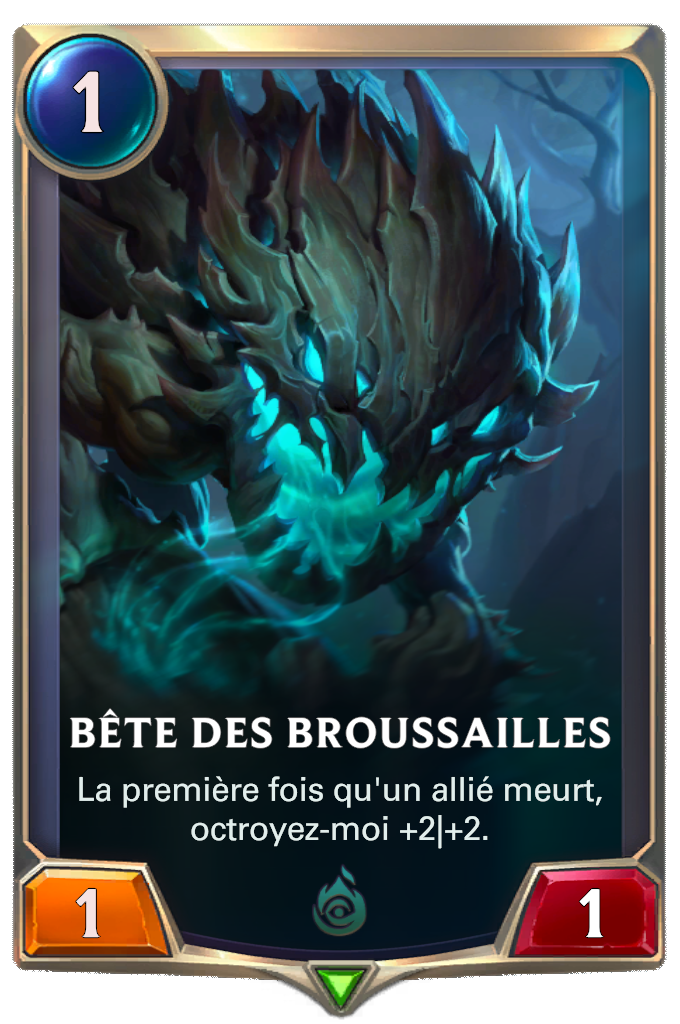 1
BÊTE DES BROUSSAILLES
La première fois qu'un allié meurt,
octroyez-moi +2|+2.
1
1